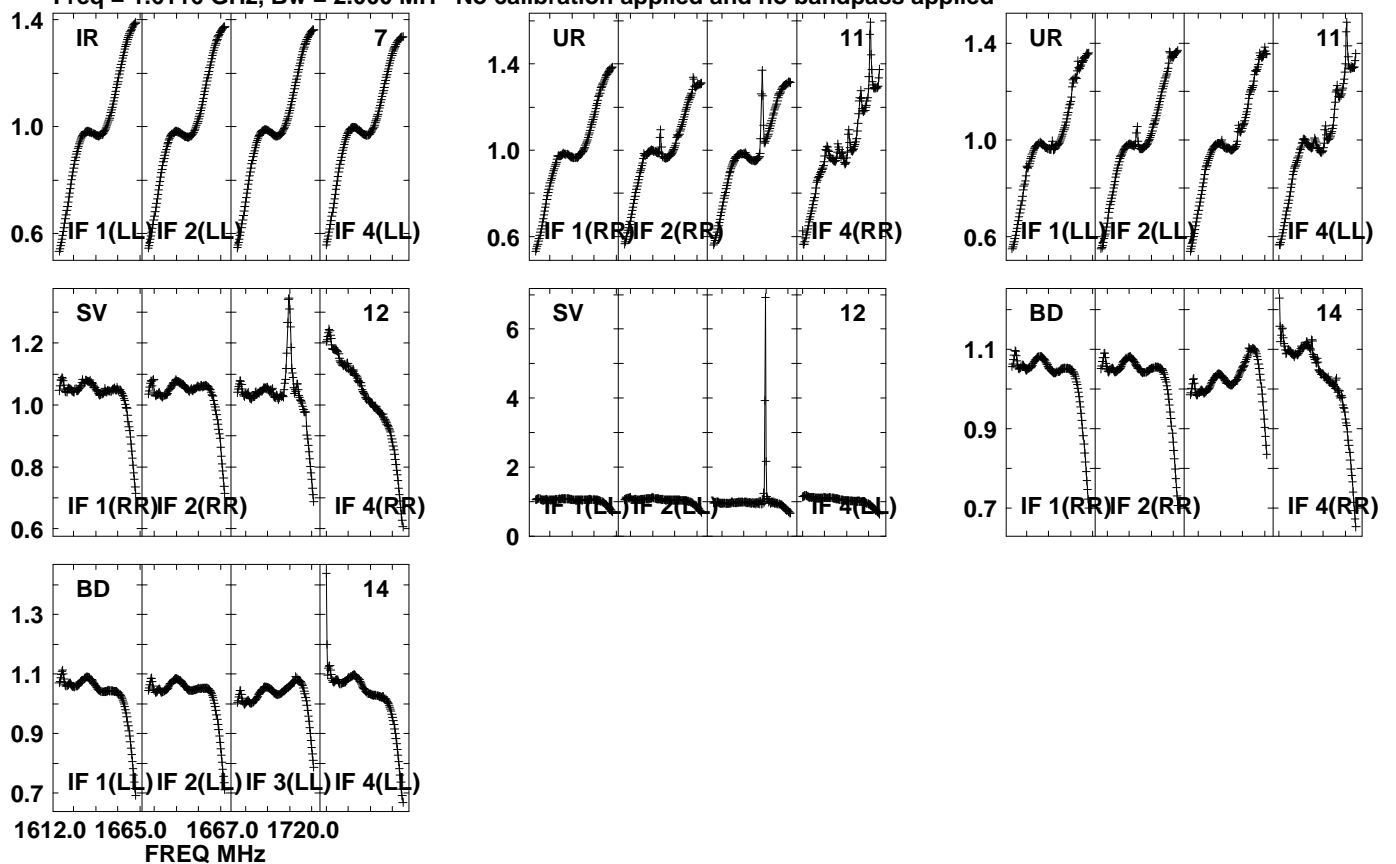 No calibration applied and no bandpass applied
IR 7
1.4
1.0
0.6
IF 1(LL) IF 2(LL) IF 4(LL)
UR 11
1.4
1.2
1.0
0.8
0.6
IF 1(RR) IF 2(RR) IF 4(RR)
UR 11
1.4
1.0
0.6
IF 1(LL) IF 2(LL) IF 4(LL)
SV 12
1.2
1.0
0.8
0.6
IF 1(RR) IF 2(RR) IF 4(RR)
SV 12
6
4
2
0
IF 1(LL) IF 2(LL) IF 4(LL)
BD 14
1.1
0.9
0.7
IF 1(RR) IF 2(RR) IF 4(RR)
BD 14
1.3
1.1
0.9
0.7
IF 1(LL) IF 2(LL) IF 3(LL) IF 4(LL)
1612.0 1665.0 1667.0 1720.0
FREQ MHz